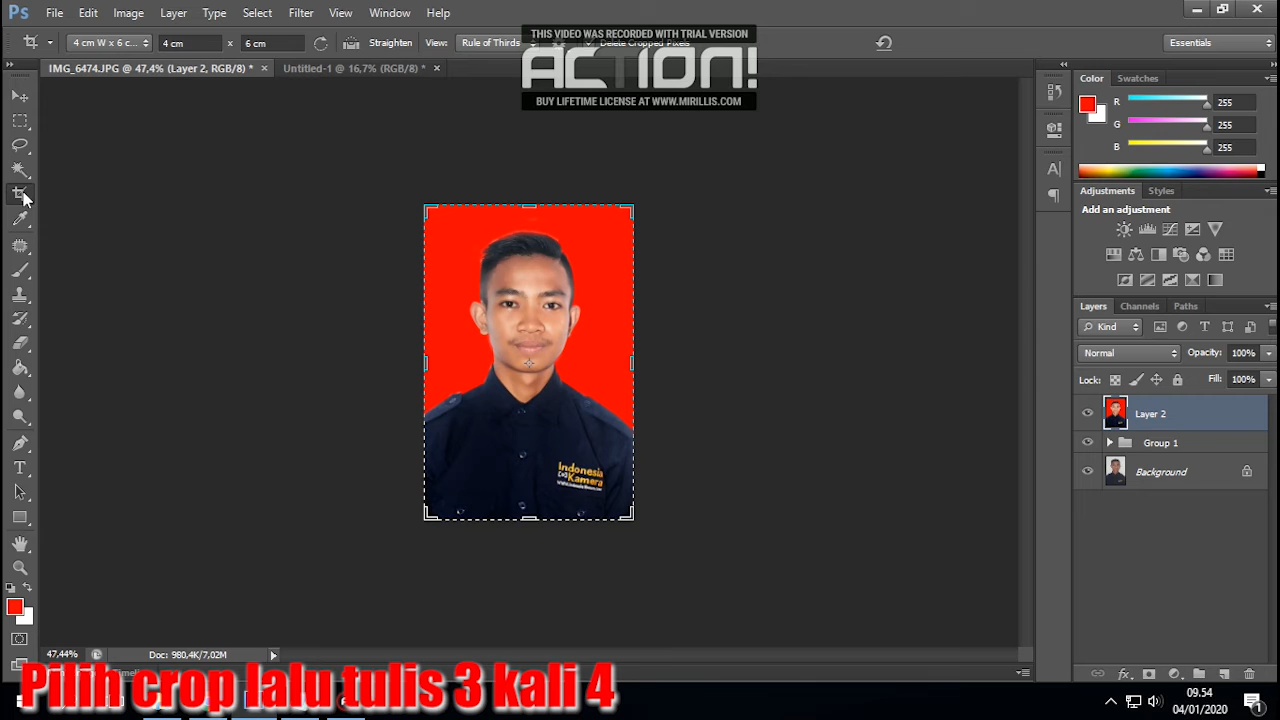 Ps File Edit Image Layer Type Select Filter View Window Help
THIS VIDEO WAS RECORDED WITH TRIAL VERSION
ACTION!
BUY LIFETIME LICENSE AT WWW.MIRILLIS.COM
4 cm W x 6 c... 4 cm x 6 cm Straighten View: Rule of Thirds Delete Cropped Pixels Essentials
IMG_6474.JPG @ 47,4% (Layer 2, RGB/8) * × Untitled-1 @ 16,7% (RGB/8) * ×
Color Swatches
R 255
G 255
B 255
Adjustments Styles
Add an adjustment
Layers Channels Paths
Kind
Normal Opacity: 100%
Lock: Fill: 100%
Layer 2
Group 1
Background
Indonesia
Kamera
47,44% Doc: 980,4K/7,02M
Pilih crop lalu tulis 3 kali 4
09.54
04/01/2020
1